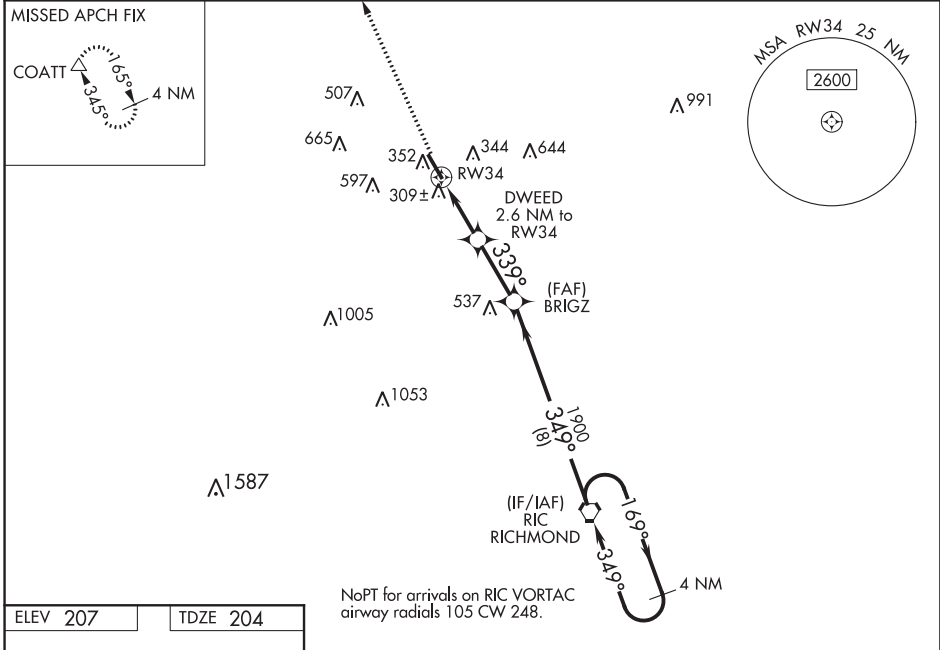 MISSED APCH FIX
COATT
165°
345°
4 NM
MSA RW34 25 NM
2600
507
991
665
352
344
644
RW34
597
309±
DWEED
2.6 NM to
RW34
339°
(FAF)
BRIGZ
537
1005
1053
1900
349°
(8)
1587
(IF/IAF)
RIC
RICHMOND
169°
349°
4 NM
NoPT for arrivals on RIC VORTAC
airway radials 105 CW 248.
ELEV 207
TDZE 204